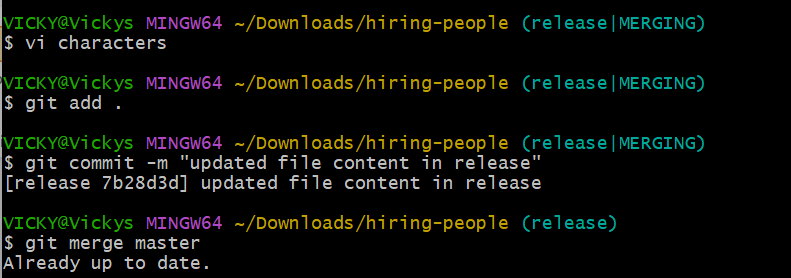 VICKY@Vickys MINGW64 ~/Downloads/hiring-people (release|MERGING)
$ vi characters
VICKY@Vickys MINGW64 ~/Downloads/hiring-people (release|MERGING)
$ git add .
VICKY@Vickys MINGW64 ~/Downloads/hiring-people (release|MERGING)
$ git commit -m "updated file content in release"
[release 7b28d3d] updated file content in release
VICKY@Vickys MINGW64 ~/Downloads/hiring-people (release)
$ git merge master
Already up to date.